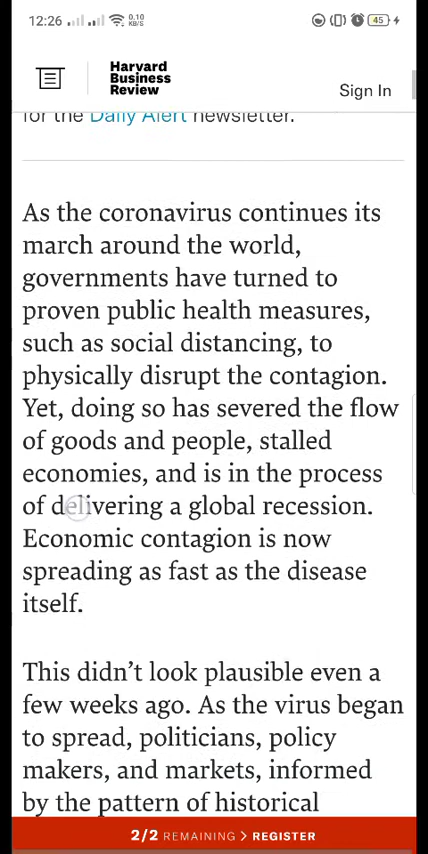 12:26 0.10 KB/S 45
Harvard
Business
Review
Sign In
for the Daily Alert newsletter.
As the coronavirus continues its
march around the world,
governments have turned to
proven public health measures,
such as social distancing, to
physically disrupt the contagion.
Yet, doing so has severed the flow
of goods and people, stalled
economies, and is in the process
of delivering a global recession.
Economic contagion is now
spreading as fast as the disease
itself.
This didn’t look plausible even a
few weeks ago. As the virus began
to spread, politicians, policy
makers, and markets, informed
by the pattern of historical
2/2 REMAINING > REGISTER